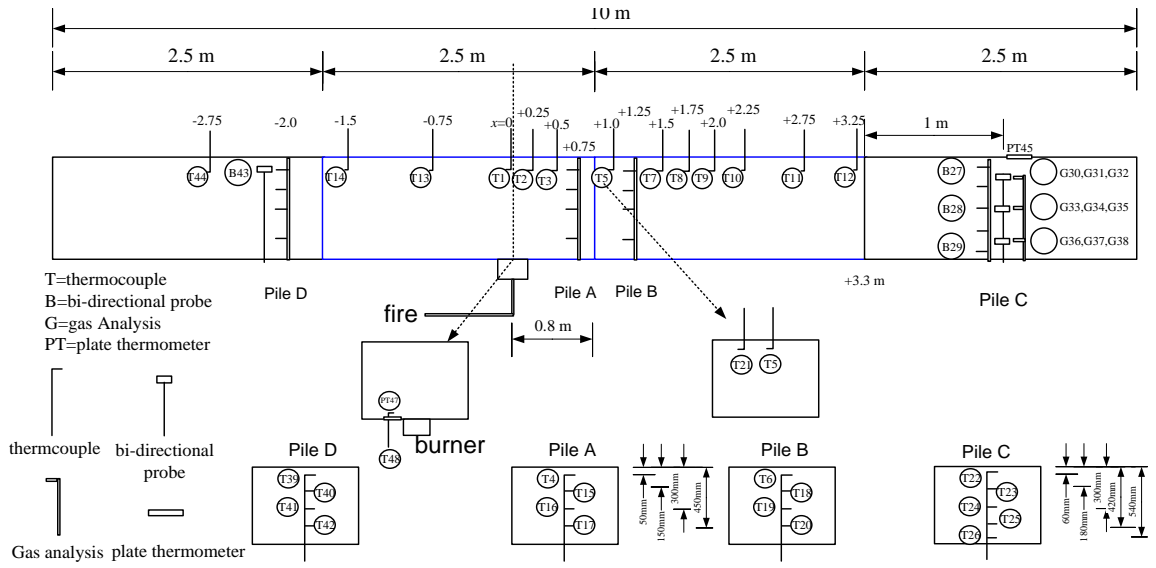 10 m
2.5 m 2.5 m 2.5 m 2.5 m
-2.75 -2.0 -1.5 -0.75 x=0 +0.25 +0.5 +0.75 +1.0 +1.25 +1.5 +1.75 +2.0 +2.25 +2.75 +3.25
1 m
PT45
T44 B43 T14 T13 T1 T2 T3 T5 T7 T8 T9 T10 T11 T12 B27 G30,G31,G32
B28 G33,G34,G35
B29 G36,G37,G38
+3.3 m
T=thermocouple
B=bi-directional probe
G=gas Analysis
PT=plate thermometer
Pile D Pile A Pile B Pile C
fire
0.8 m
T21 T5
PT47
burner
T48
thermcouple
bi-directional
probe
Gas analysis plate thermometer
Pile D
T39
T40
T41
T42
Pile A
T4
T15
T16
T17
50mm
150mm
300mm
450mm
Pile B
T6
T18
T19
T20
Pile C
T22
T23
T24
T25
T26
60mm
180mm
300mm
420mm
540mm